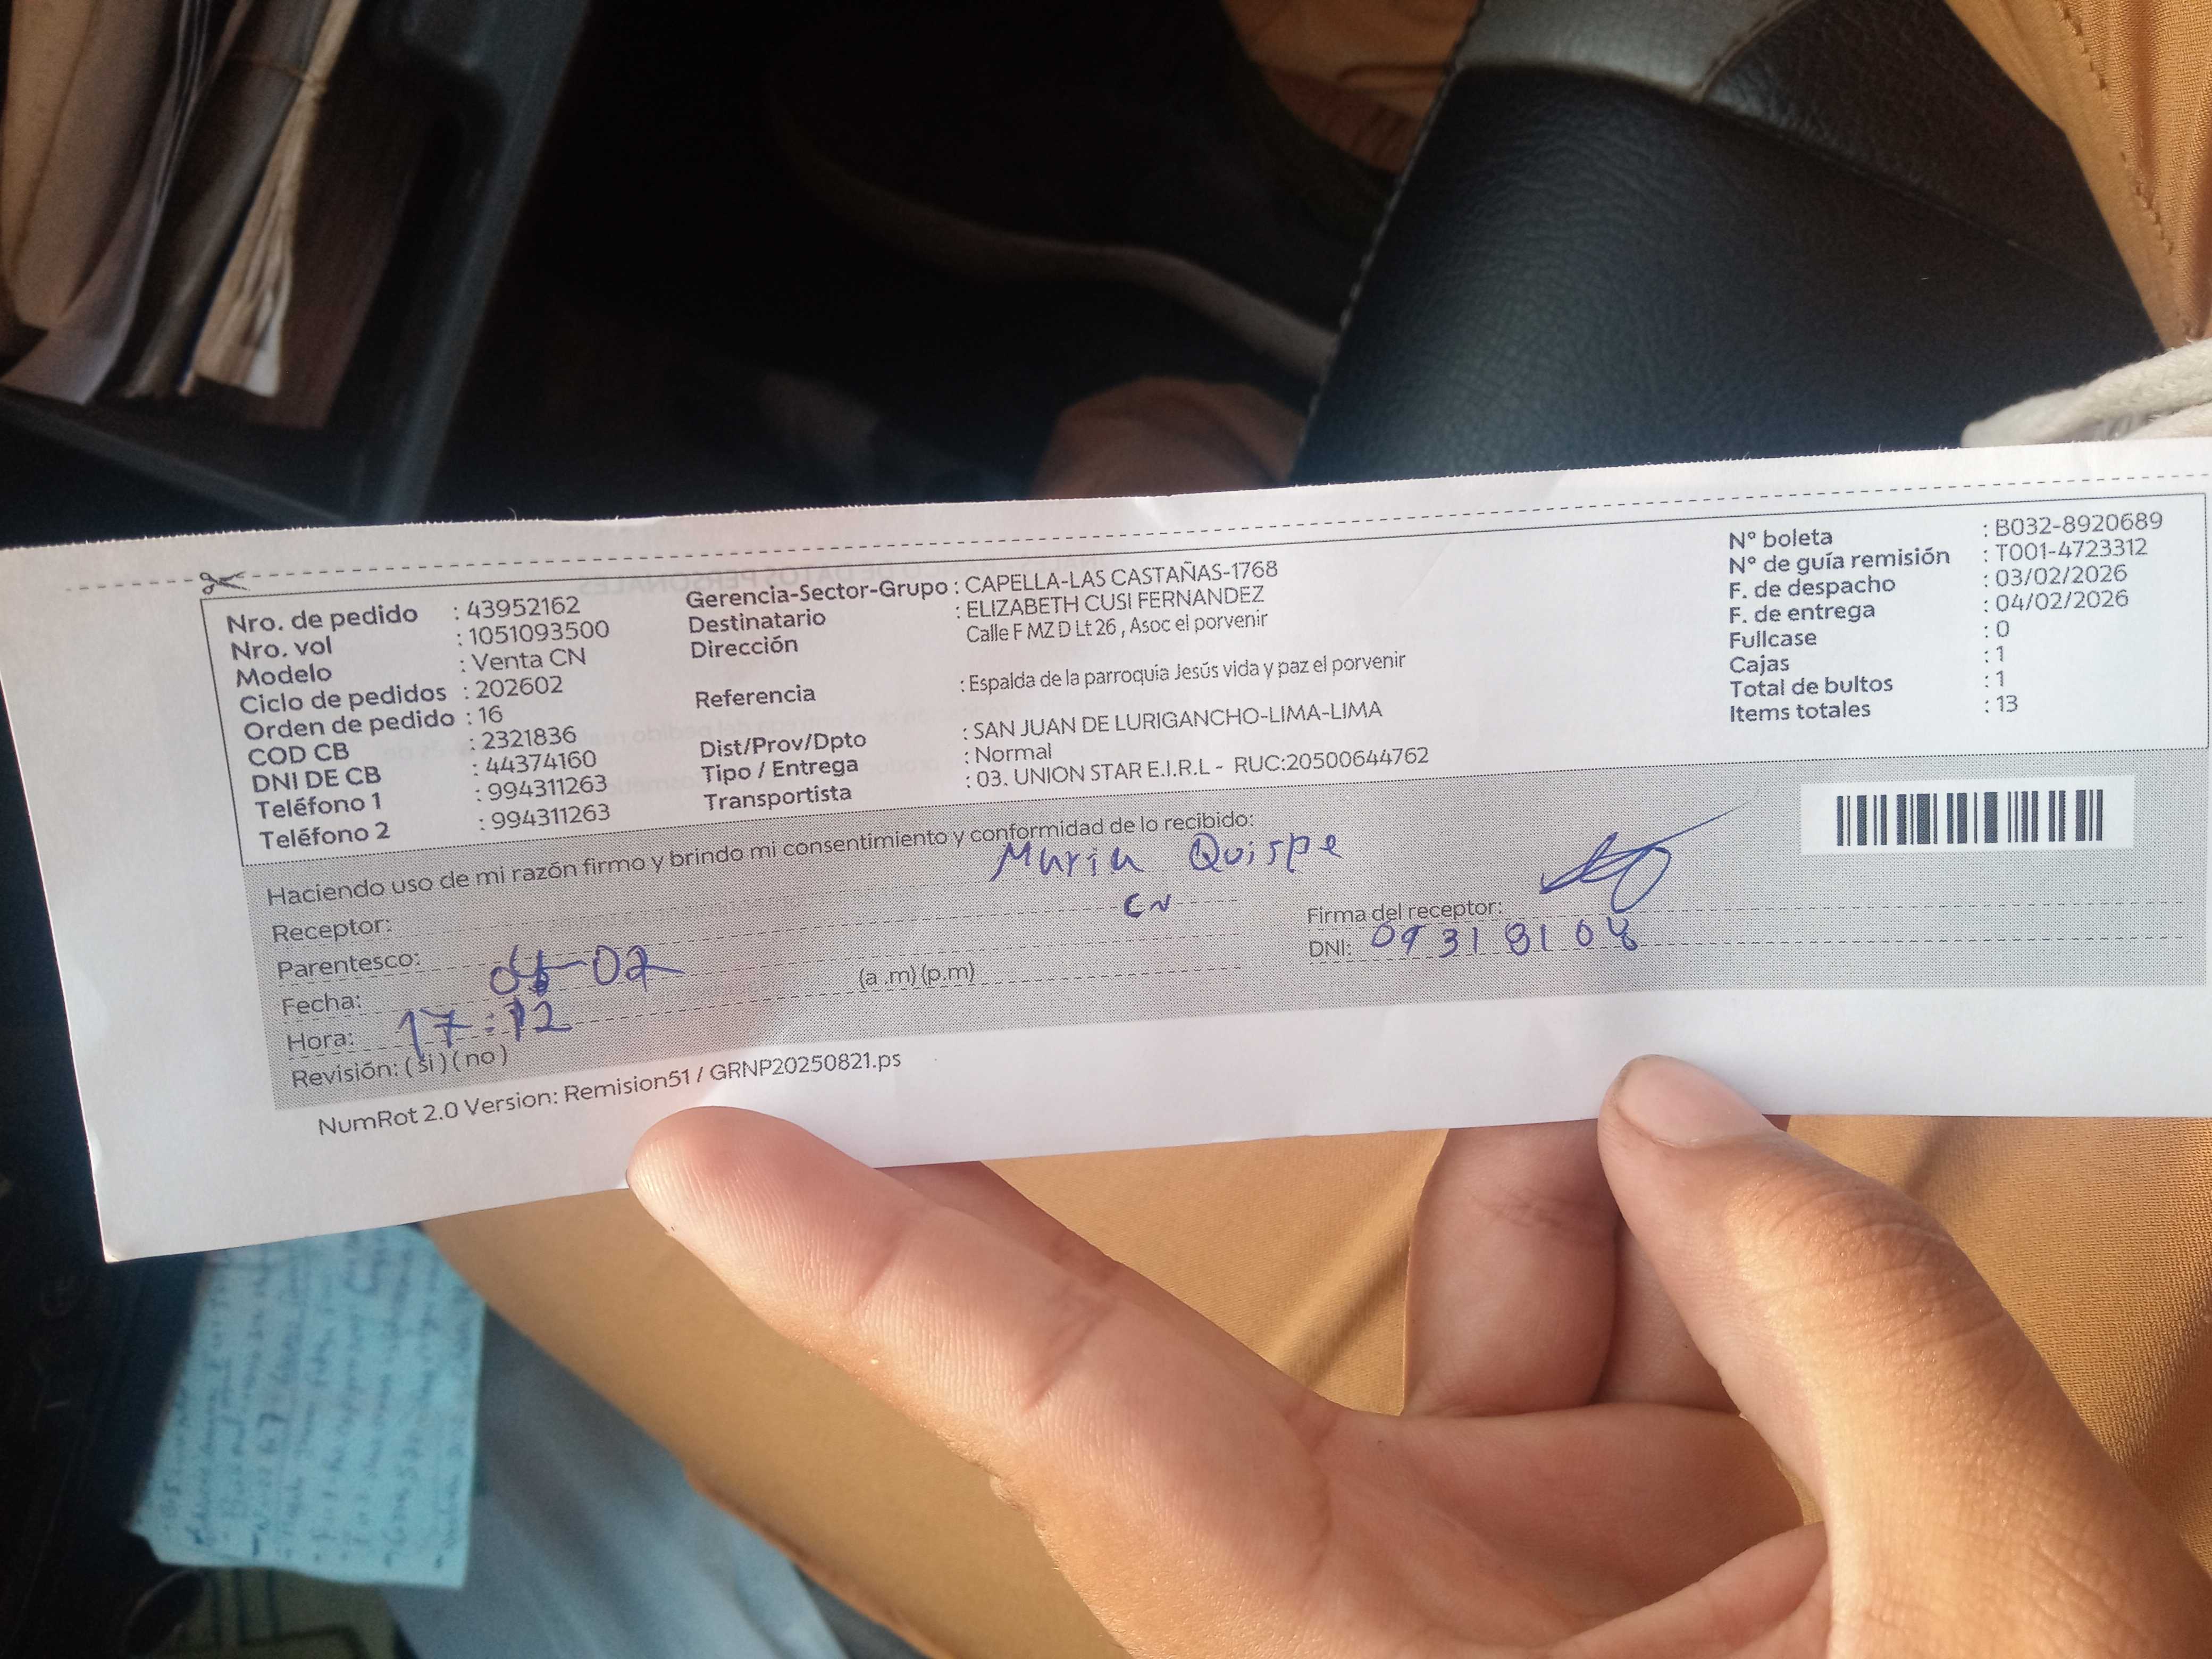 Nro. de pedido : 43952162
Nro. vol : 1051093500
Modelo : Venta CN
Ciclo de pedidos : 202602
Orden de pedido : 16
COD CB : 2321836
DNI DE CB : 44374160
Teléfono 1 : 994311263
Teléfono 2 : 994311263
Gerencia-Sector-Grupo : CAPELLA-LAS CASTAÑAS-1768
Destinatario : ELIZABETH CUSI FERNANDEZ
Dirección Calle F MZ D Lt 26 , Asoc el porvenir
Referencia : Espalda de la parroquia Jesús vida y paz el porvenir
Dist/Prov/Dpto : SAN JUAN DE LURIGANCHO-LIMA-LIMA
Tipo / Entrega : Normal
Transportista : 03. UNION STAR E.I.R.L - RUC:20500644762
N° boleta : B032-8920689
N° de guía remisión : T001-4723312
F. de despacho : 03/02/2026
F. de entrega : 04/02/2026
Fullcase : 0
Cajas : 1
Total de bultos : 1
Items totales : 13
Haciendo uso de mi razón firmo y brindo mi consentimiento y conformidad de lo recibido:
Receptor: Maria Quispe
Parentesco: CN
Fecha:
Hora: 17:12 (a .m) (p.m)
Revisión: ( si ) ( no )
Firma del receptor:
DNI: 09318108
NumRot 2.0 Version: Remision51 / GRNP20250821.ps